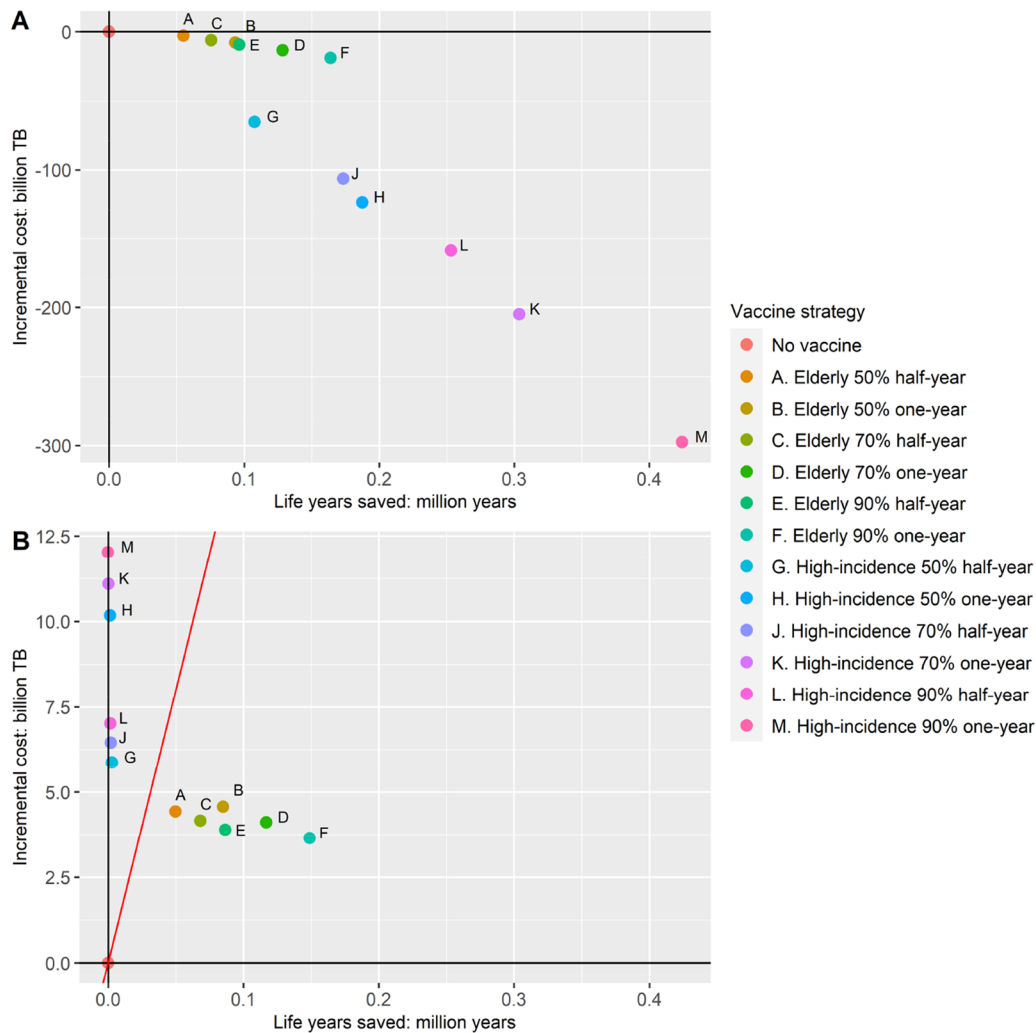 A
Incremental cost: billion TB
0
-100
-200
-300
A
C
B
E
D
F
G
J
H
L
K
M
0.0
0.1
0.2
0.3
0.4
Life years saved: million years
B
Incremental cost: billion TB
12.5
10.0
7.5
5.0
2.5
0.0
M
K
H
L
J
G
A
C
B
E
D
F
0.0
0.1
0.2
0.3
0.4
Life years saved: million years
Vaccine strategy
No vaccine
A. Elderly 50% half-year
B. Elderly 50% one-year
C. Elderly 70% half-year
D. Elderly 70% one-year
E. Elderly 90% half-year
F. Elderly 90% one-year
G. High-incidence 50% half-year
H. High-incidence 50% one-year
J. High-incidence 70% half-year
K. High-incidence 70% one-year
L. High-incidence 90% half-year
M. High-incidence 90% one-year